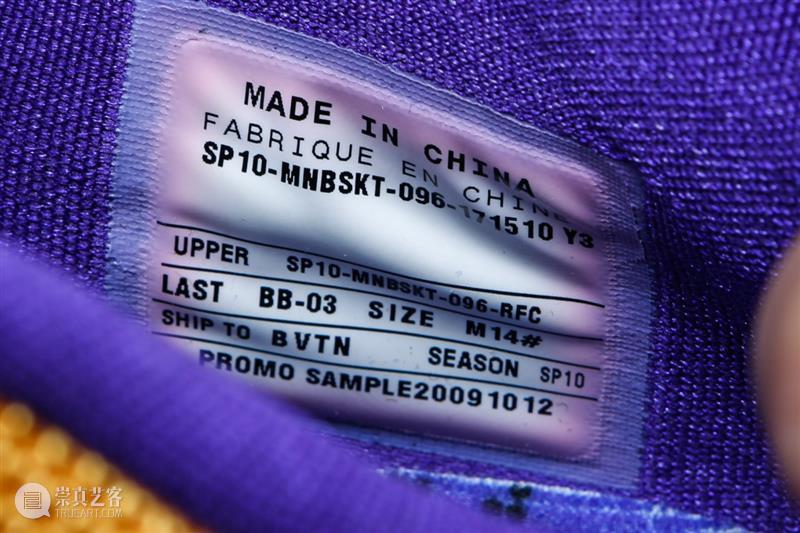 MADE IN CHINA
FABRIQUE EN CHINE
SP10-MNBSKT-096-171510 Y3
UPPER SP10-MNBSKT-096-RFC
LAST BB-03 SIZE M14#
SHIP TO BVTN SEASON SP10
PROMO SAMPLE20091012
崇真艺客
TRUEART.COM